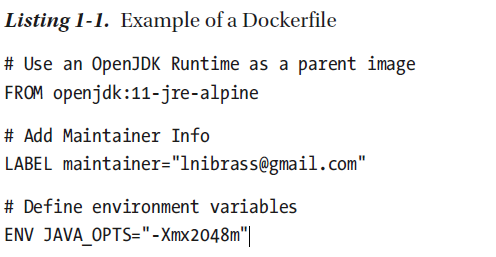 Listing 1-1. Example of a Dockerfile
# Use an OpenJDK Runtime as a parent image
FROM openjdk:11-jre-alpine
# Add Maintainer Info
LABEL maintainer="lnibrass@gmail.com"
# Define environment variables
ENV JAVA_OPTS="-Xmx2048m"